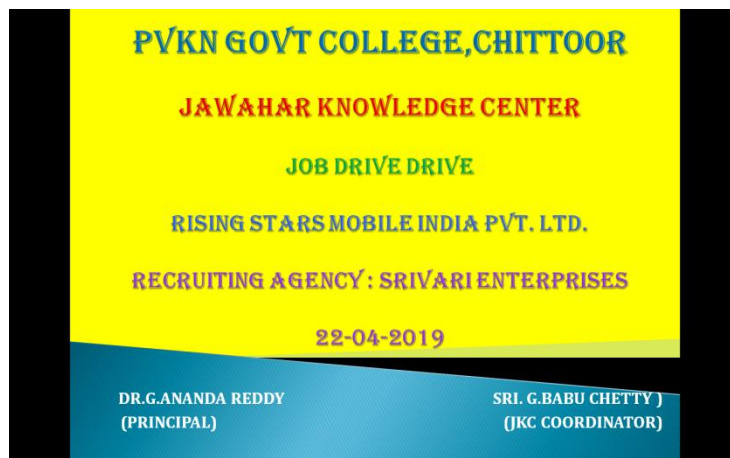 PVKN GOVT COLLEGE,CHITTOOR
JAWAHAR KNOWLEDGE CENTER
JOB DRIVE DRIVE
RISING STARS MOBILE INDIA PVT. LTD.
RECRUITING AGENCY : SRIVARI ENTERPRISES
22-04-2019
DR.G.ANANDA REDDY SRI. G.BABU CHETTY )
(PRINCIPAL) (JKC COORDINATOR)